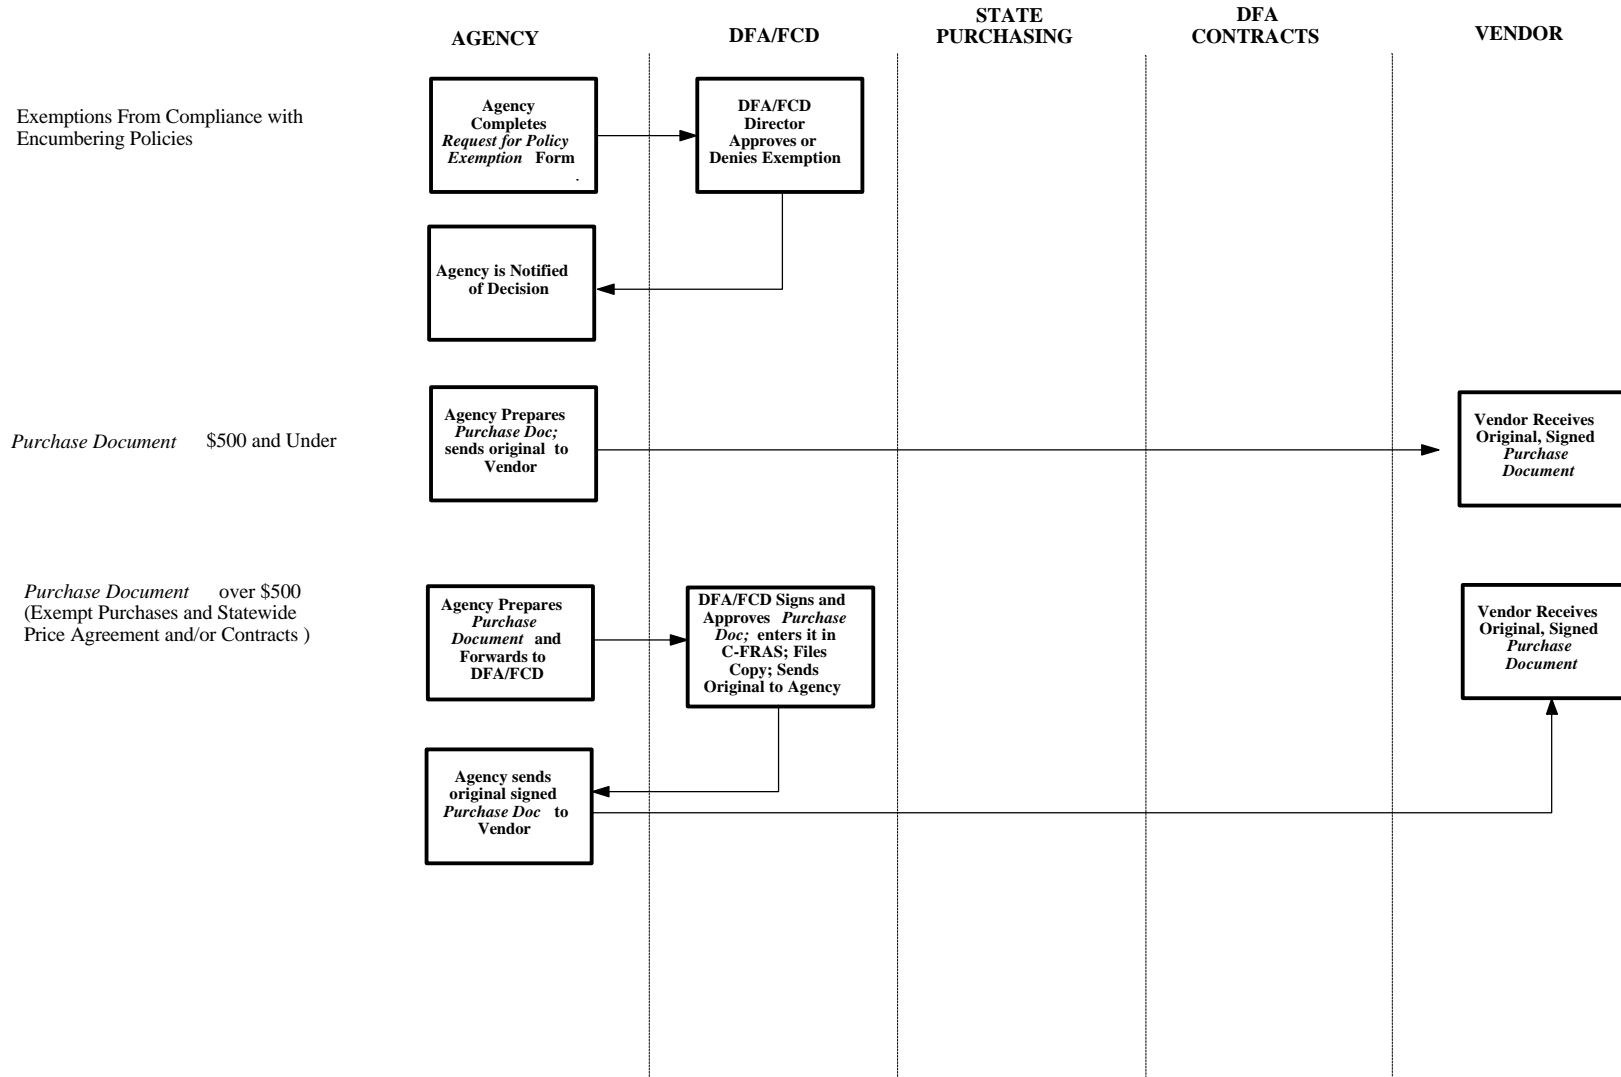 AGENCY
DFA/FCD
STATE
PURCHASING
DFA
CONTRACTS
VENDOR
Exemptions From Compliance with
Encumbering Policies
Agency
Completes
Request for Policy
Exemption Form
.
DFA/FCD
Director
Approves or
Denies Exemption
Agency is Notified
of Decision
Purchase Document $500 and Under
Agency Prepares
Purchase Doc;
sends original to
Vendor
Vendor Receives
Original, Signed
Purchase
Document
Purchase Document over $500
(Exempt Purchases and Statewide
Price Agreement and/or Contracts )
Agency Prepares
Purchase
Document and
Forwards to
DFA/FCD
DFA/FCD Signs and
Approves Purchase
Doc; enters it in
C-FRAS; Files
Copy; Sends
Original to Agency
Vendor Receives
Original, Signed
Purchase
Document
Agency sends
original signed
Purchase Doc to
Vendor